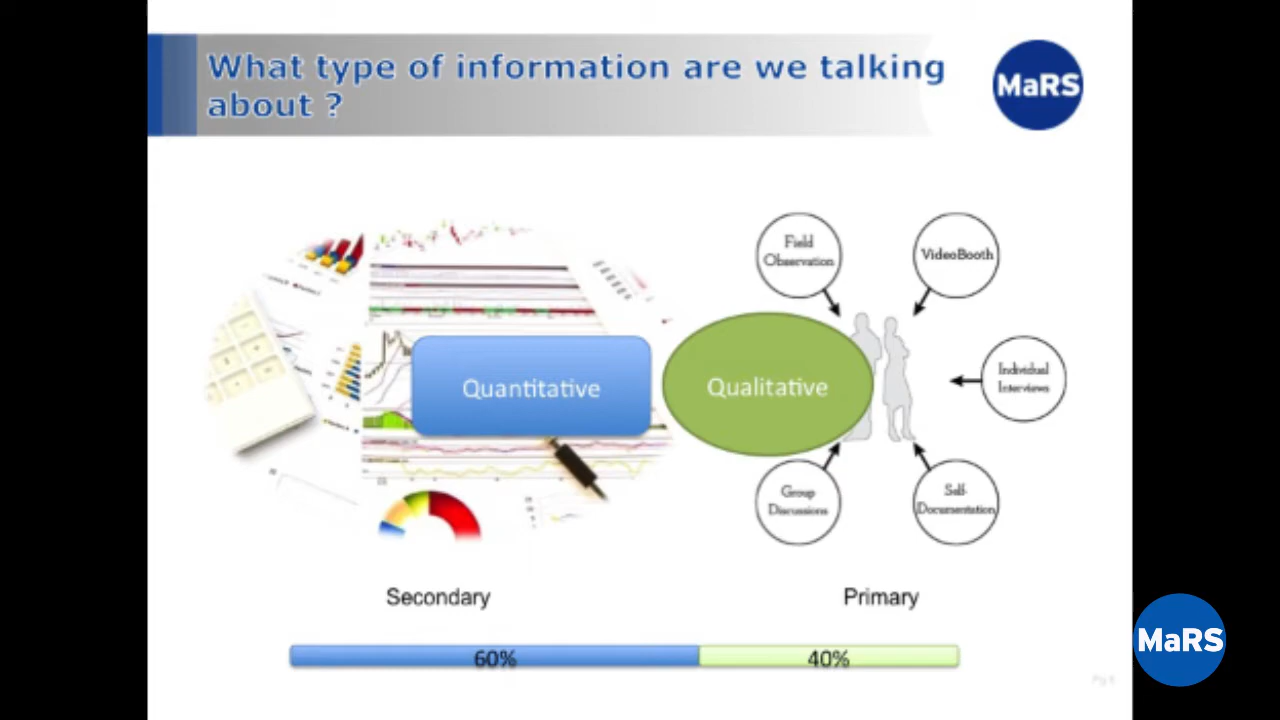 What type of information are we talking
about ?
MaRS
Field
Observation
VideoBooth
Quantitative
Qualitative
Individual
Interviews
Group
Discussions
Self-
Documentation
Secondary
Primary
60%
40%
MaRS